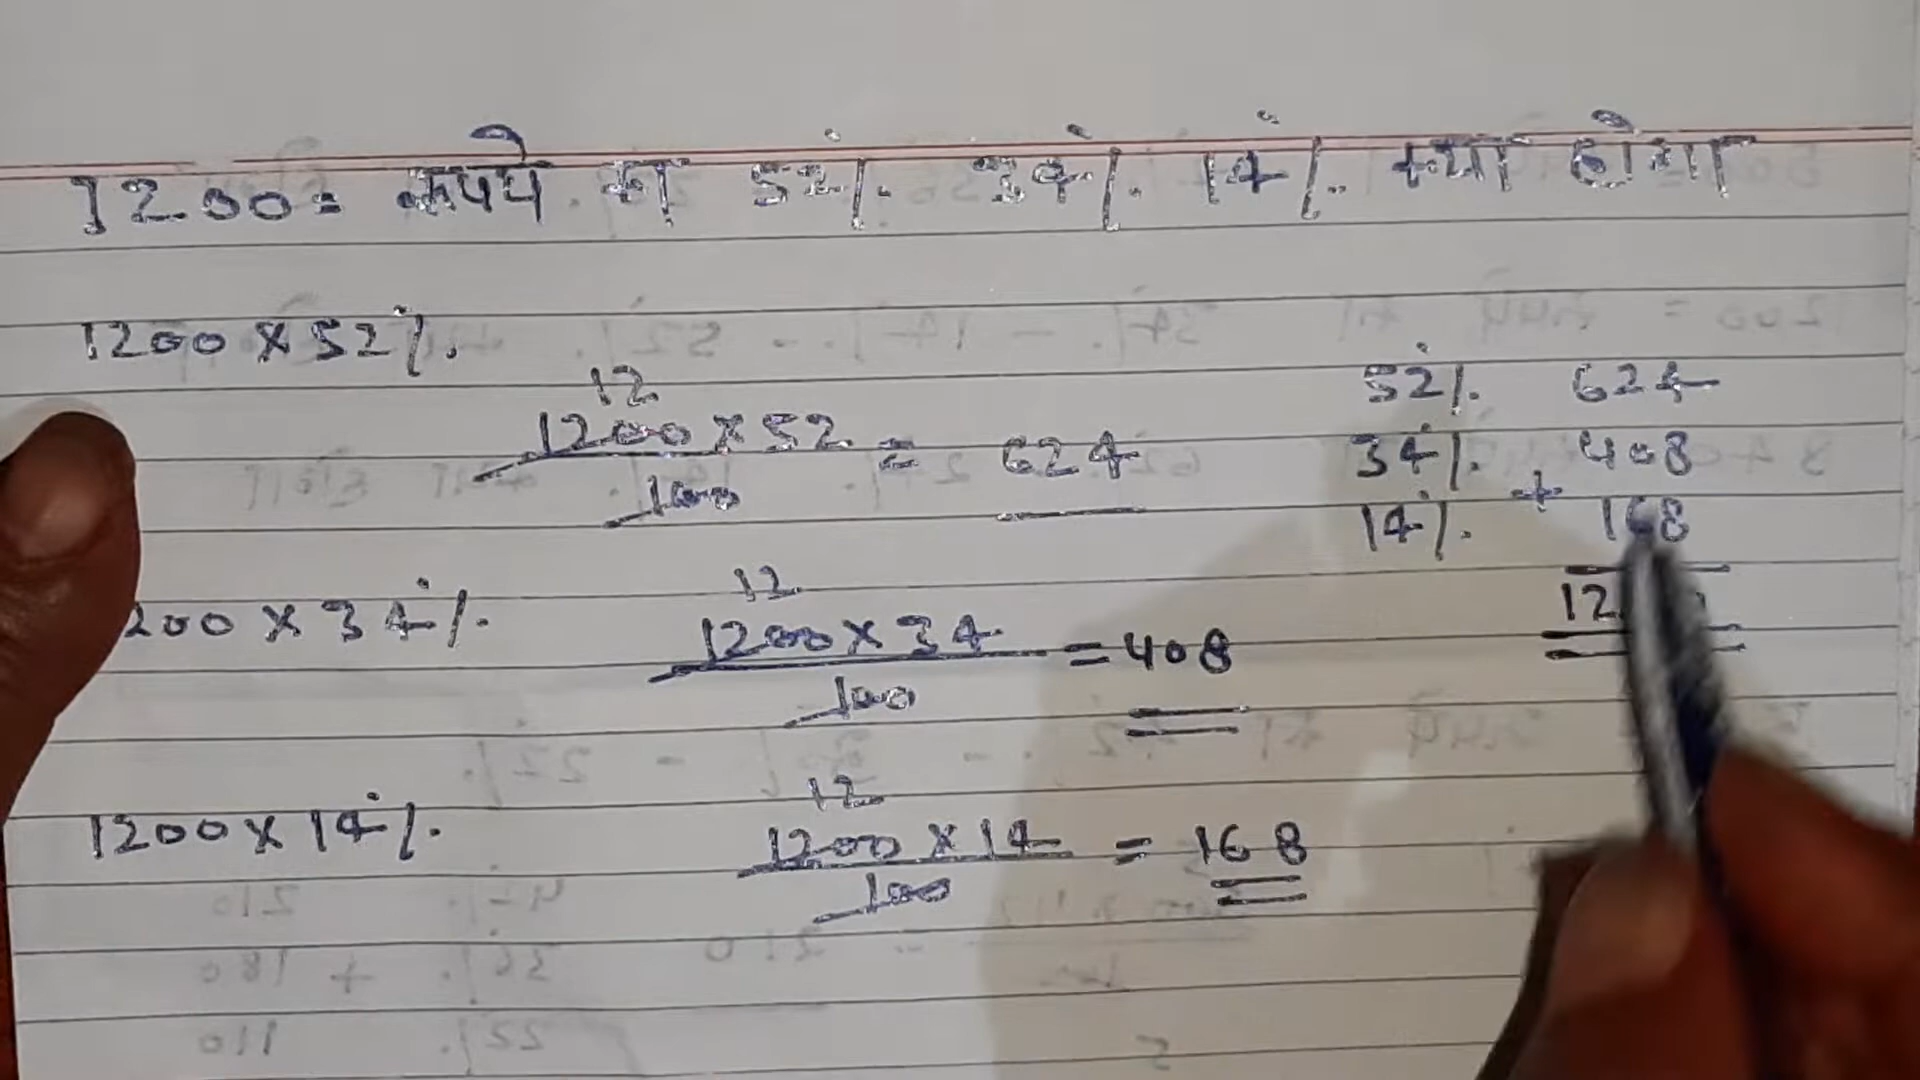 1200= रूपये का 52%. 34%. 14%. क्या होगा
1200 X 52%.
12
1200 X 52 = 624
100
52%. 624
34%. 408
14%. + 168
200 X 34%.
12
1200 X 34 = 408
100
1200 X 14%.
12
1200 X 14 = 168
100